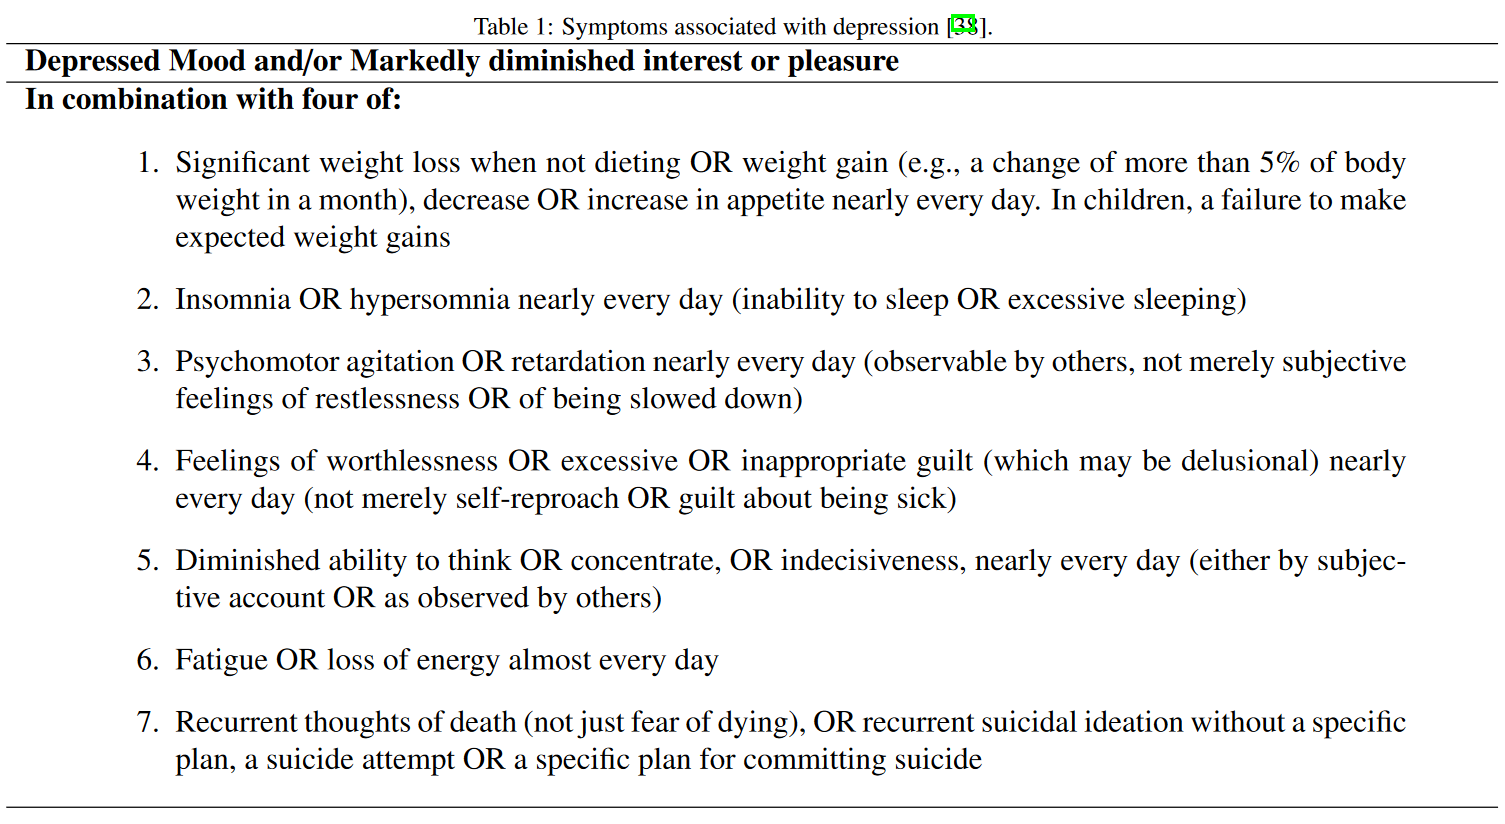 Table 1: Symptoms associated with depression [38].
Depressed Mood and/or Markedly diminished interest or pleasure
In combination with four of:
1. Significant weight loss when not dieting OR weight gain (e.g., a change of more than 5% of body
weight in a month), decrease OR increase in appetite nearly every day. In children, a failure to make
expected weight gains
2. Insomnia OR hypersomnia nearly every day (inability to sleep OR excessive sleeping)
3. Psychomotor agitation OR retardation nearly every day (observable by others, not merely subjective
feelings of restlessness OR of being slowed down)
4. Feelings of worthlessness OR excessive OR inappropriate guilt (which may be delusional) nearly
every day (not merely self-reproach OR guilt about being sick)
5. Diminished ability to think OR concentrate, OR indecisiveness, nearly every day (either by subjec-
tive account OR as observed by others)
6. Fatigue OR loss of energy almost every day
7. Recurrent thoughts of death (not just fear of dying), OR recurrent suicidal ideation without a specific
plan, a suicide attempt OR a specific plan for committing suicide